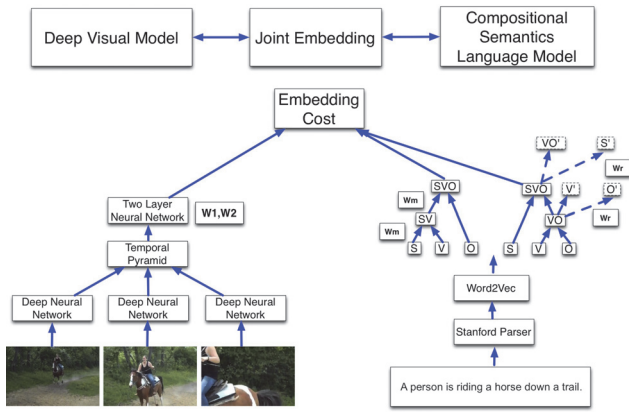 Deep Visual Model
Joint Embedding
Compositional
Semantics
Language Model
Embedding
Cost
VO'
S'
Wr
SVO
SVO
Two Layer
Neural Network
W1,W2
Wm
V'
O'
SV
VO
Wr
Wm
S
V
O
S
V
O
Temporal
Pyramid
Word2Vec
Deep Neural
Network
Deep Neural
Network
Deep Neural
Network
Stanford Parser
A person is riding a horse down a trail.